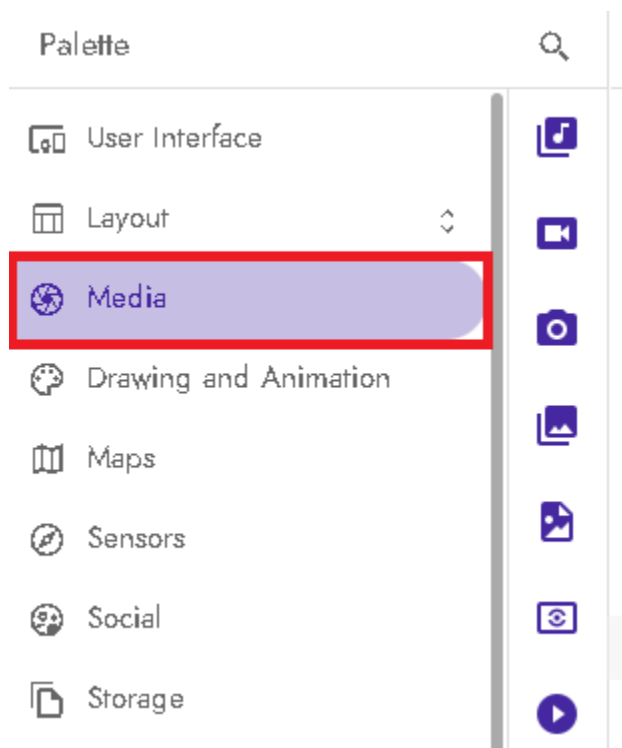 Palette
User Interface
Layout
Media
Drawing and Animation
Maps
Sensors
Social
Storage